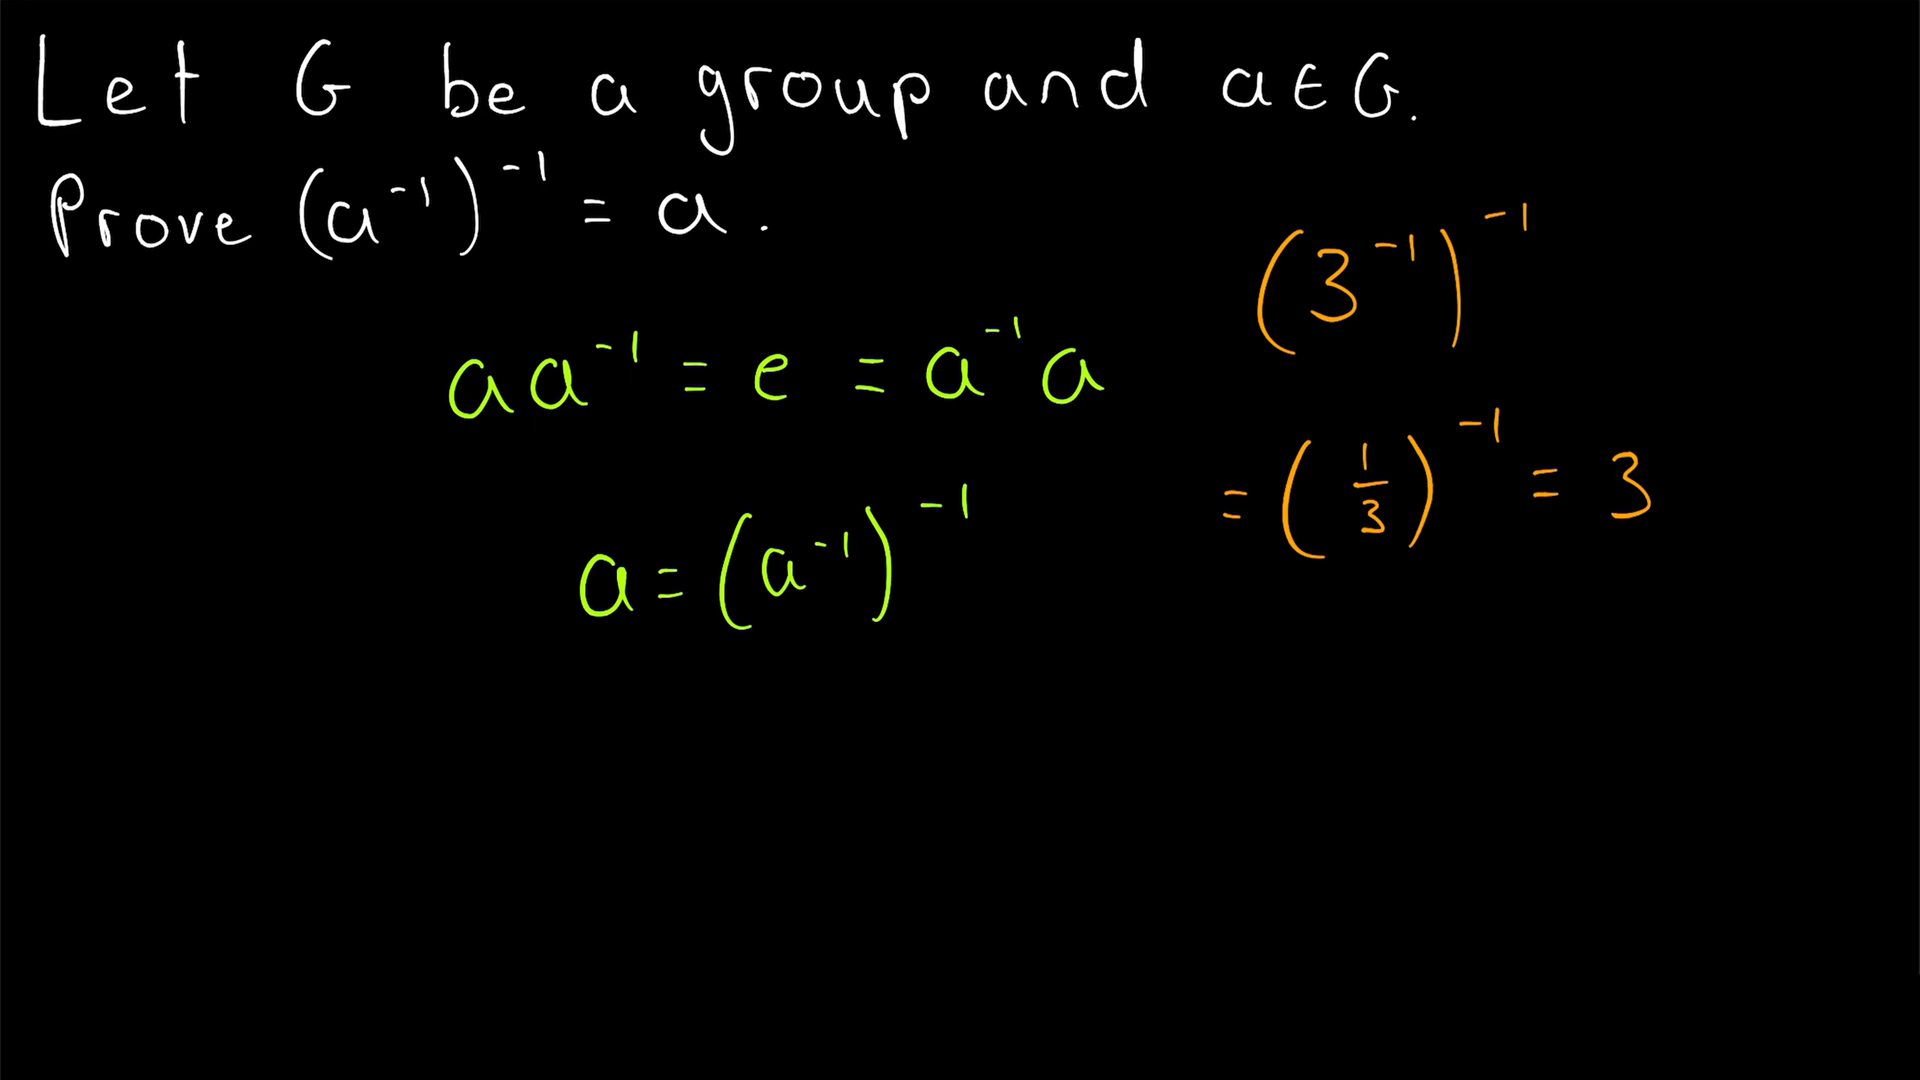 Let G be a group and a∈G.
Prove (a⁻¹)⁻¹ = a.
aa⁻¹ = e = a⁻¹a
a = (a⁻¹)⁻¹
(3⁻¹)⁻¹
= (1/3)⁻¹ = 3